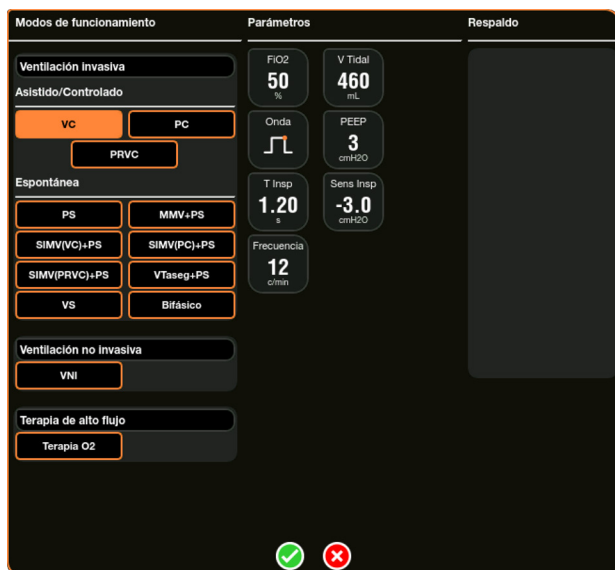 Modos de funcionamiento
Parámetros
Respaldo
Ventilación invasiva
Asistido/Controlado
VC
PC
PRVC
Espontánea
PS
MMV+PS
SIMV(VC)+PS
SIMV(PC)+PS
SIMV(PRVC)+PS
VTaseg+PS
VS
Bifásico
Ventilación no invasiva
VNI
Terapia de alto flujo
Terapia O2
FiO2
50
%
V Tidal
460
mL
Onda
PEEP
3
cmH2O
T Insp
1.20
s
Sens Insp
-3.0
cmH2O
Frecuencia
12
c/min